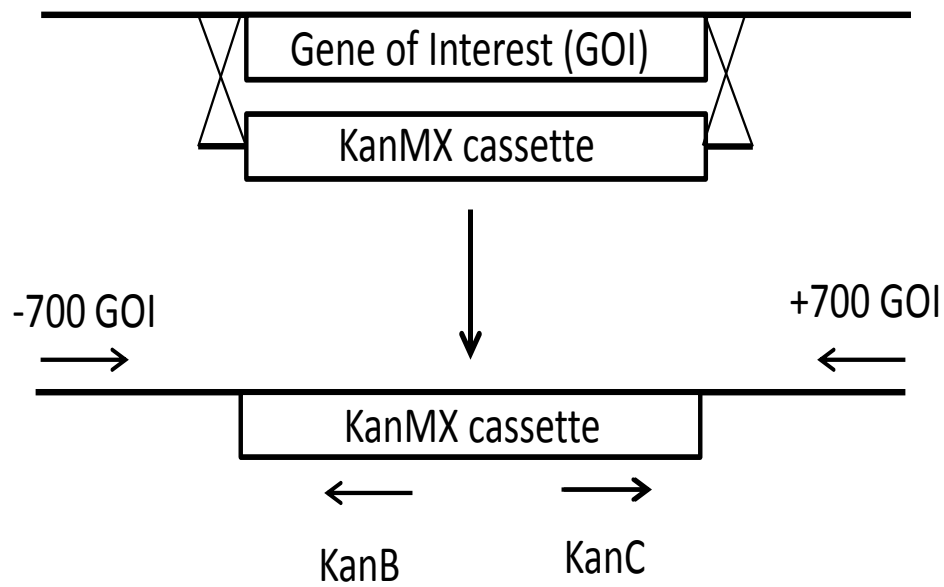 Gene of Interest (GOI)
KanMX cassette
-700 GOI
+700 GOI
KanMX cassette
KanB
KanC